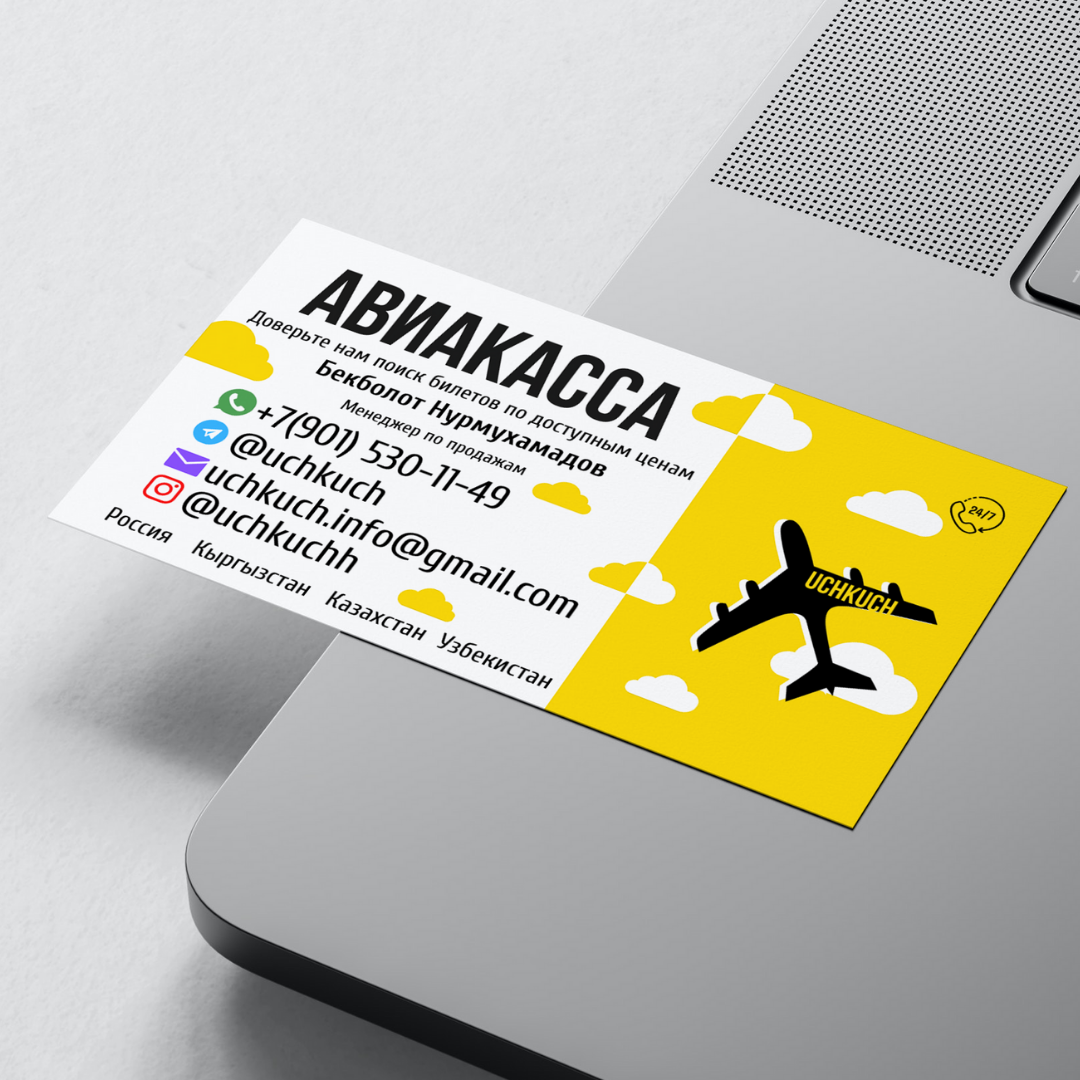 АВИАКАССА
Доверьте нам поиск билетов по доступным ценам
Бекболот Нурмухамадов
Менеджер по продажам
+7(901) 530-11-49
@uchkuch
uchkuch.info@gmail.com
@uchkuchh
Россия Кыргызстан Казахстан Узбекистан
24/7
UCHKUCH